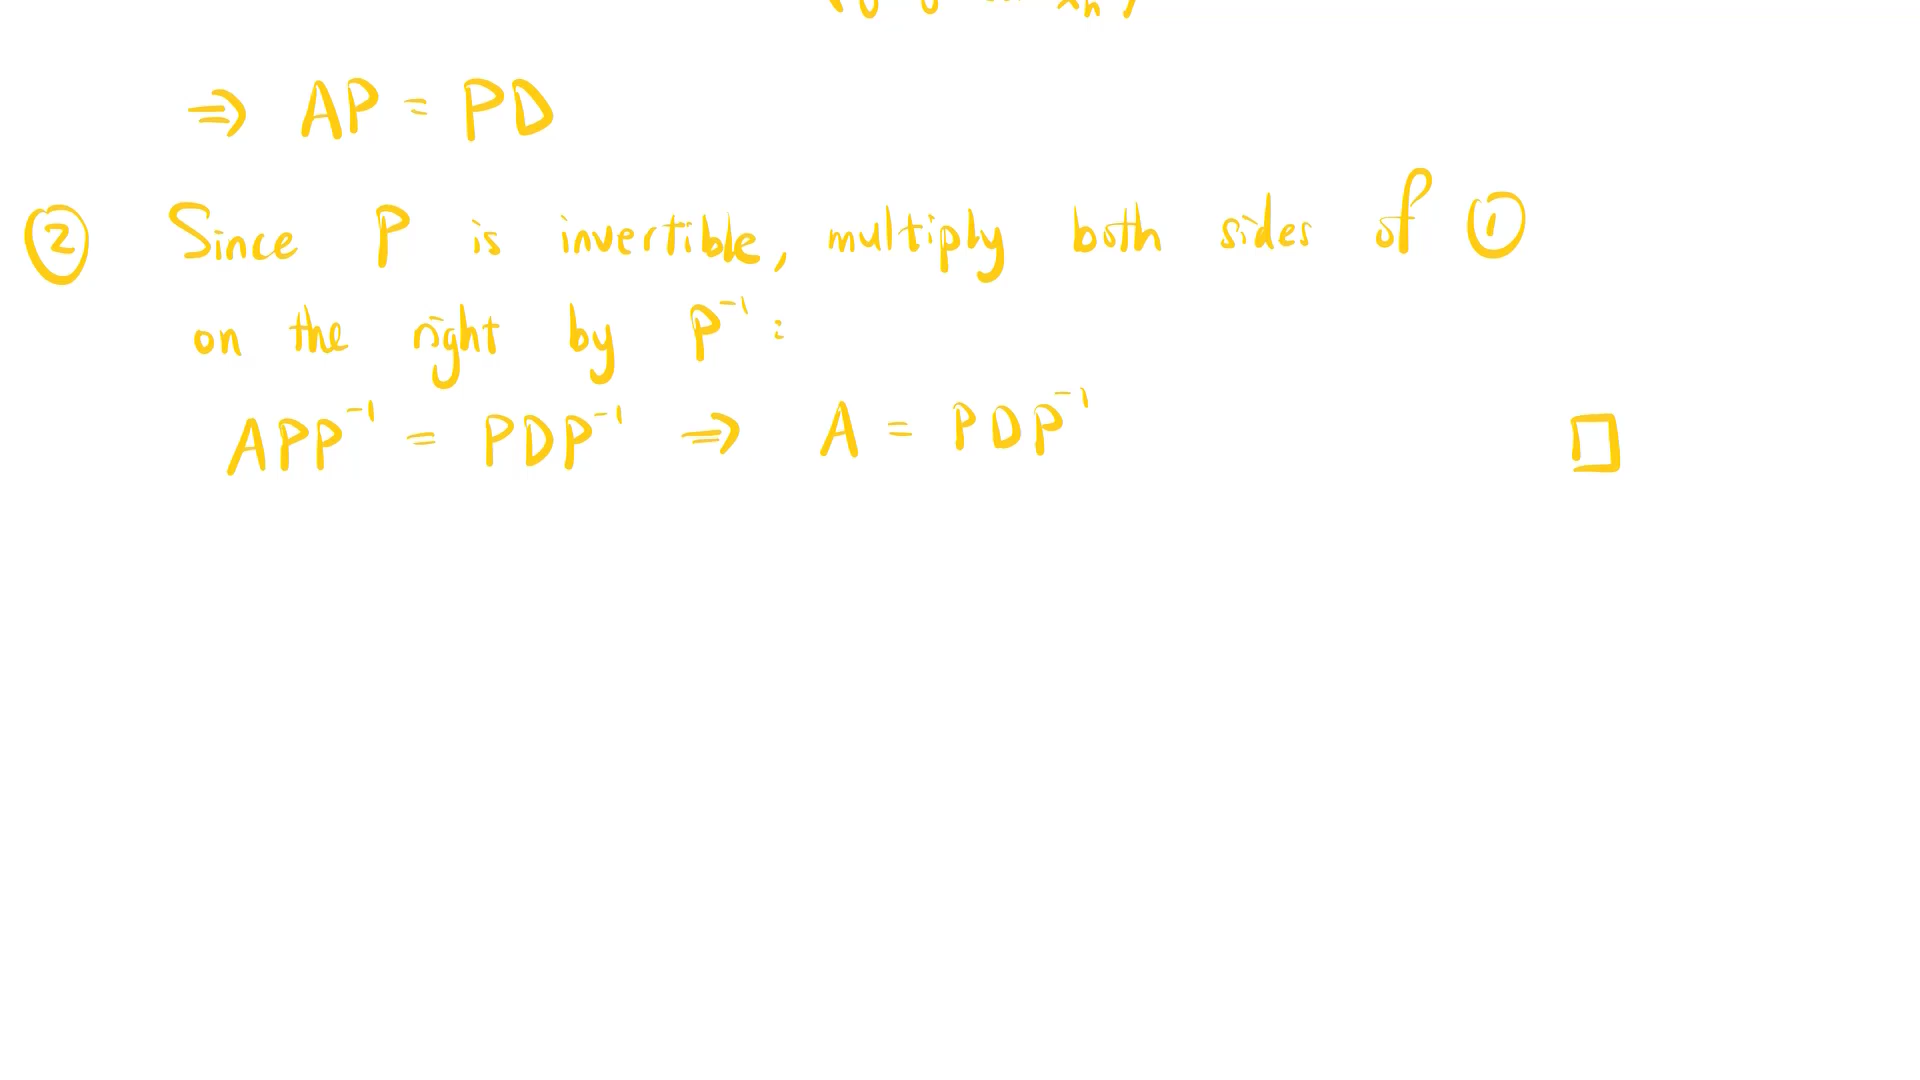 ⇒ AP = PD
② Since P is invertible, multiply both sides of ①
on the right by P⁻¹:
APP⁻¹ = PDP⁻¹ ⇒ A = PDP⁻¹ □